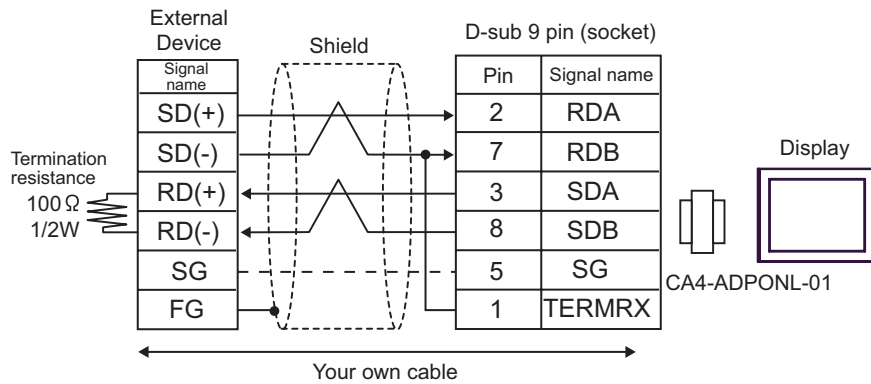 External
Device
Shield
D-sub 9 pin (socket)
Signal
name
Pin
Signal name
SD(+)
2
RDA
SD(-)
7
RDB
Termination
resistance
100 Ω
1/2W
RD(+)
3
SDA
Display
RD(-)
8
SDB
SG
5
SG
CA4-ADPONL-01
FG
1
TERMRX
Your own cable